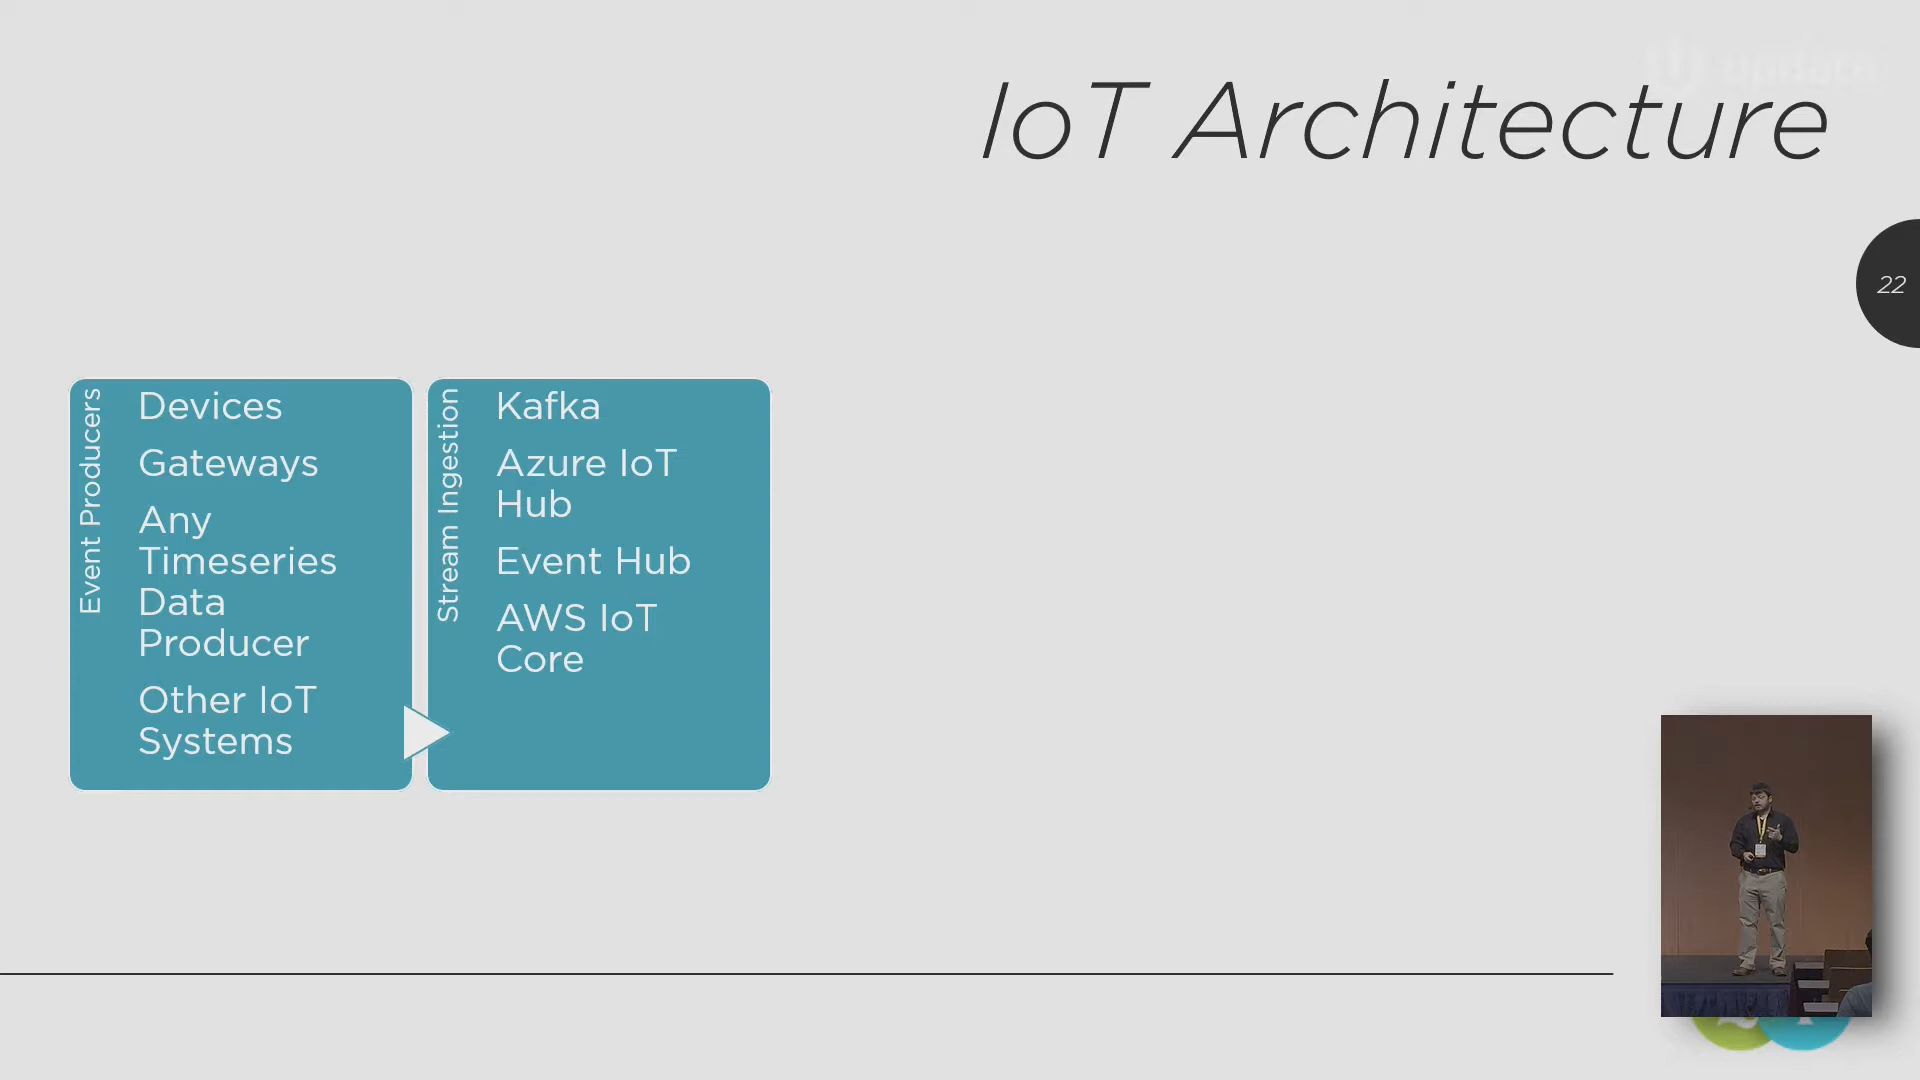 IoT Architecture
22
Event Producers
Devices
Gateways
Any
Timeseries
Data
Producer
Other IoT
Systems
Stream Ingestion
Kafka
Azure IoT
Hub
Event Hub
AWS IoT
Core